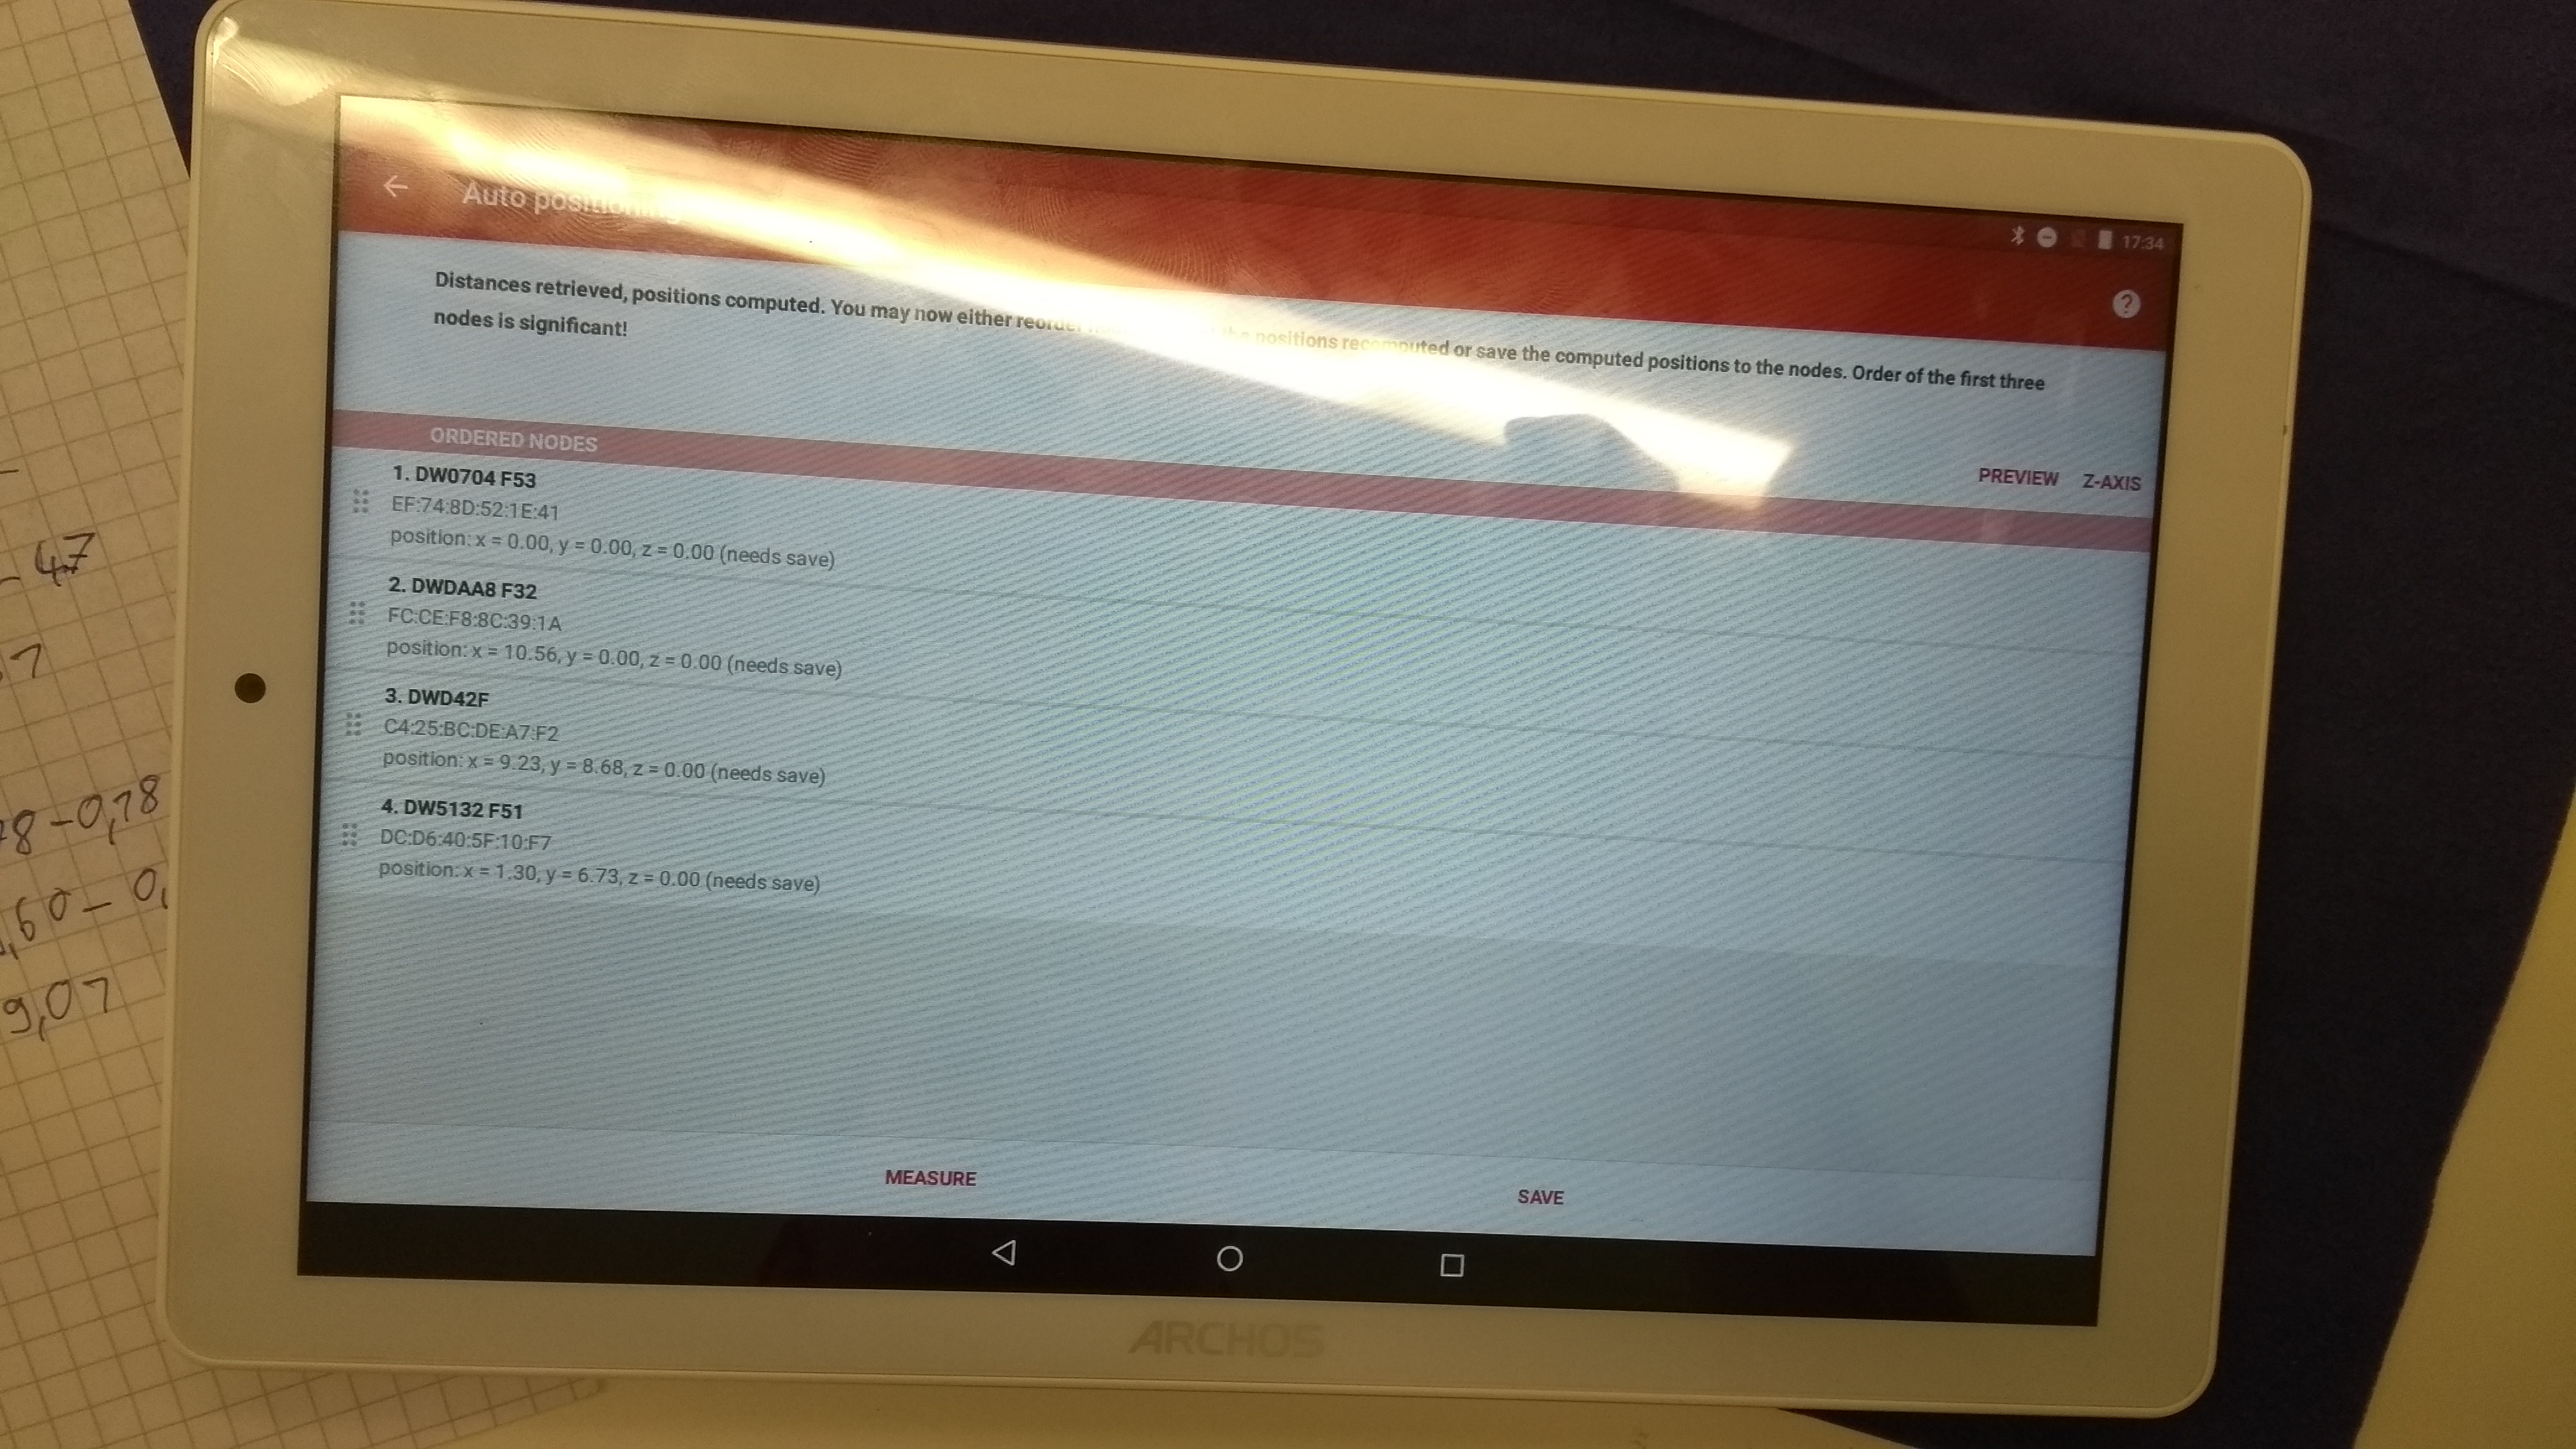 17:34
Auto positioning
Distances retrieved, positions computed. You may now either reorder the positions recomputed or save the computed positions to the nodes. Order of the first three
nodes is significant!
PREVIEW Z-AXIS
ORDERED NODES
1. DW0704 F53
EF:74:8D:52:1E:41
position: x = 0.00, y = 0.00, z = 0.00 (needs save)
2. DWDAA8 F32
FC:CE:F8:8C:39:1A
position: x = 10.56, y = 0.00, z = 0.00 (needs save)
3. DWD42F
C4:25:BC:DE:A7:F2
position: x = 9.23, y = 8.68, z = 0.00 (needs save)
4. DW5132 F51
DC:D6:40:5F:10:F7
position: x = 1.30, y = 6.73, z = 0.00 (needs save)
MEASURE SAVE
ARCHOS
- 47
8-0,18
,60-0,
9,07